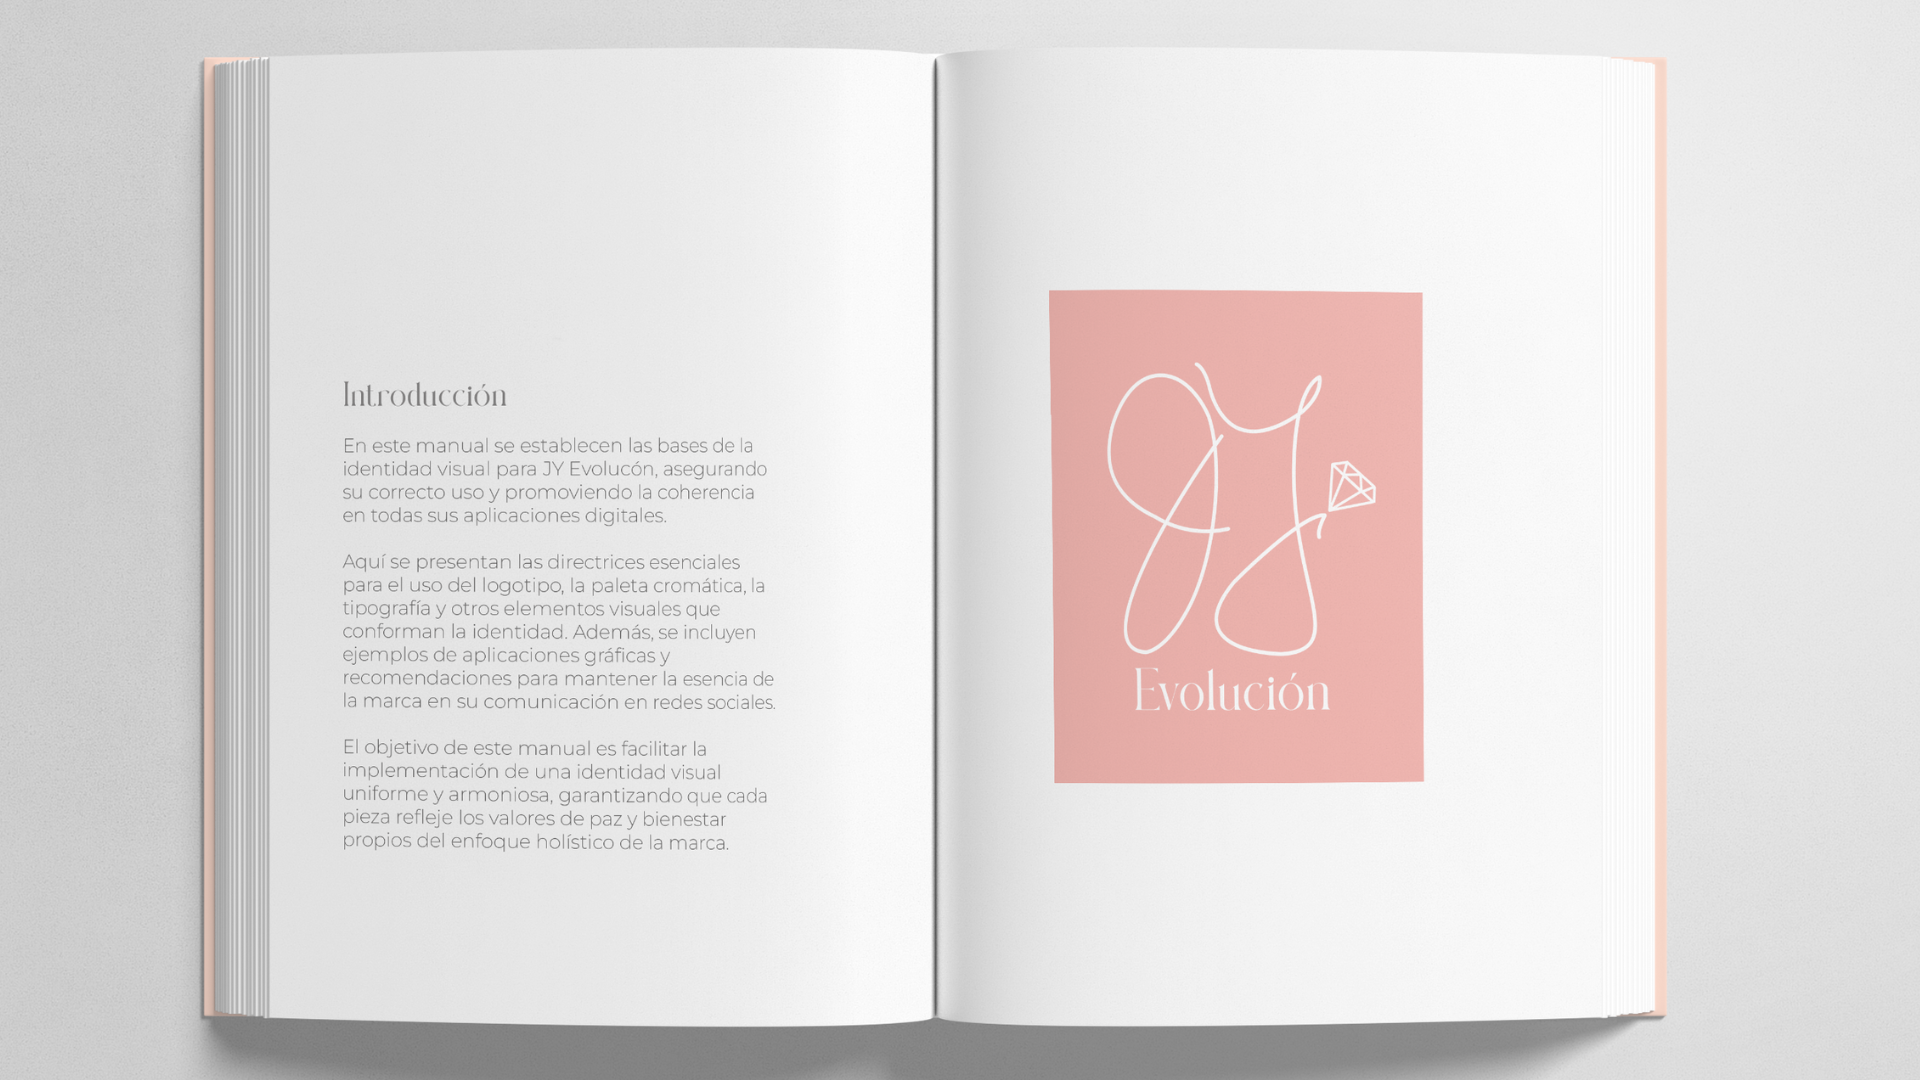 Introducción
En este manual se establecen las bases de la
identidad visual para JY Evolucón, asegurando
su correcto uso y promoviendo la coherencia
en todas sus aplicaciones digitales.
Aquí se presentan las directrices esenciales
para el uso del logotipo, la paleta cromática, la
tipografía y otros elementos visuales que
conforman la identidad. Además, se incluyen
ejemplos de aplicaciones gráficas y
recomendaciones para mantener la esencia de
la marca en su comunicación en redes sociales.
El objetivo de este manual es facilitar la
implementación de una identidad visual
uniforme y armoniosa, garantizando que cada
pieza refleje los valores de paz y bienestar
propios del enfoque holístico de la marca.
JY
Evolución